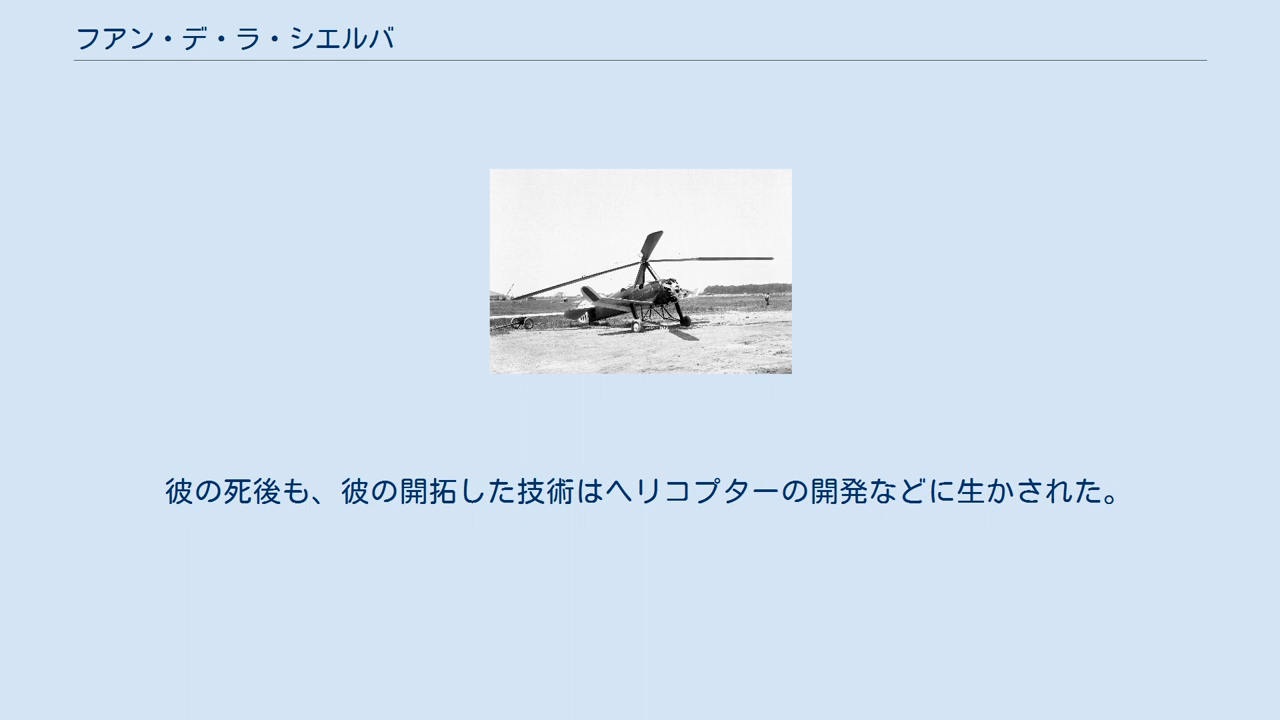 フアン・デ・ラ・シエルバ
彼の死後も、彼の開拓した技術はヘリコプターの開発などに生かされた。